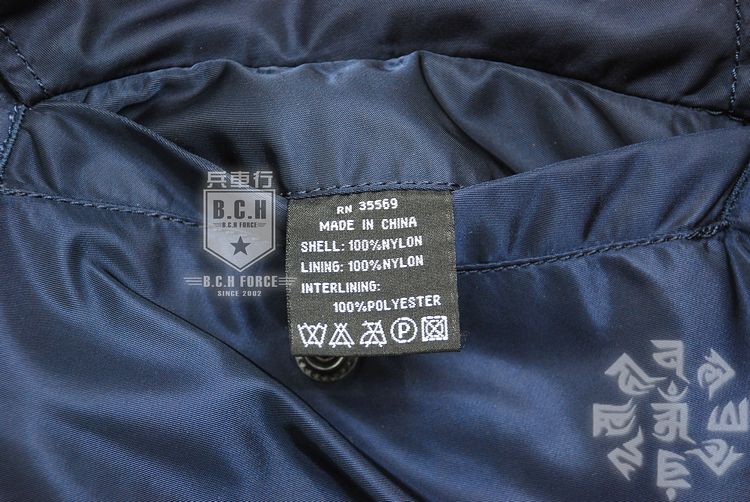 兵車行
B.C.H
B.C.H FORCE
B.C.H FORCE
SINCE 2002
RN 35569
MADE IN CHINA
SHELL: 100%NYLON
LINING: 100%NYLON
INTERLINING:
100%POLYESTER
P